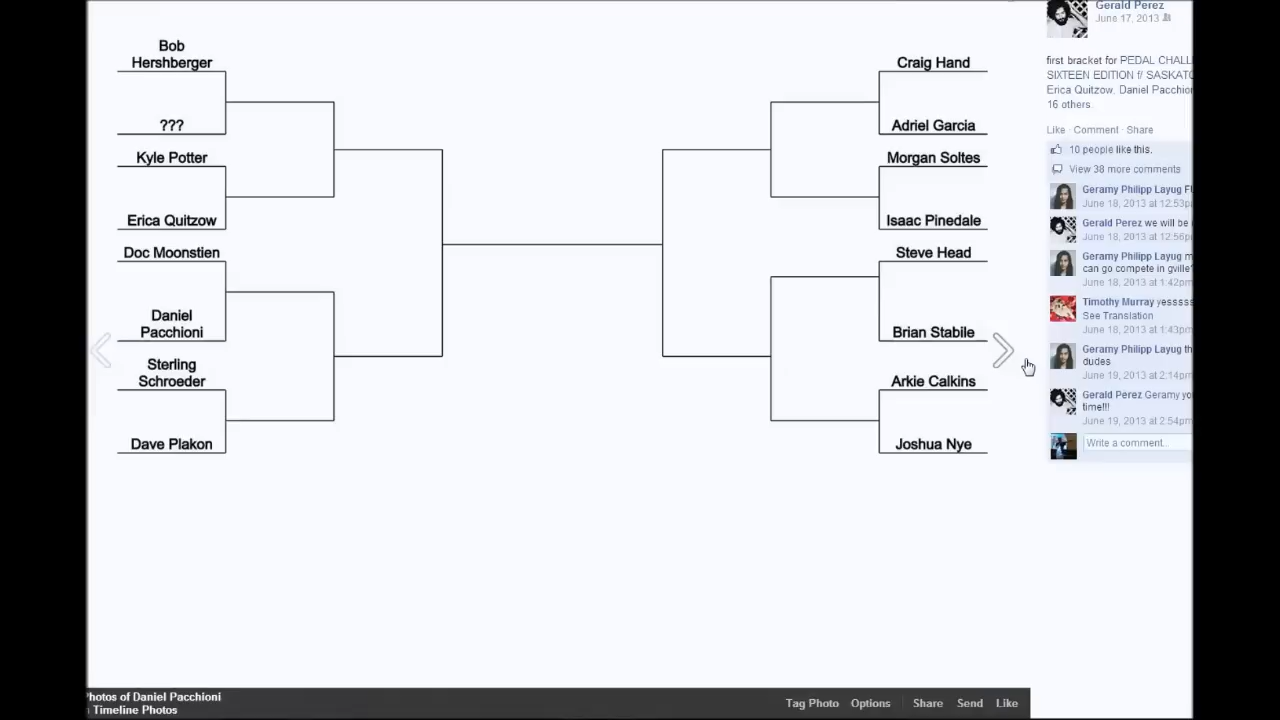 Bob
Hershberger
???
Kyle Potter
Erica Quitzow
Doc Moonstien
Daniel
Pacchioni
Sterling
Schroeder
Dave Plakon
Craig Hand
Adriel Garcia
Morgan Soltes
Isaac Pinedale
Steve Head
Brian Stabile
Arkie Calkins
Joshua Nye
Gerald Perez
June 17, 2013
first bracket for PEDAL CHALL
SIXTEEN EDITION f/ SASKATO
Erica Quitzow, Daniel Pacchion
16 others.
Like · Comment · Share
10 people like this.
View 38 more comments
Geramy Philipp Layug Fl
June 18, 2013 at 12:53p
Gerald Perez we will be
June 18, 2013 at 12:56p
Geramy Philipp Layug m
can go compete in gville?
June 18, 2013 at 1:42pm
Timothy Murray yesssss
See Translation
June 18, 2013 at 1:43pm
Geramy Philipp Layug th
dudes
June 19, 2013 at 2:14pm
Gerald Perez Geramy yo
time!!!
June 19, 2013 at 2:54pm
Write a comment...
Photos of Daniel Pacchioni
Timeline Photos
Tag Photo Options Share Send Like